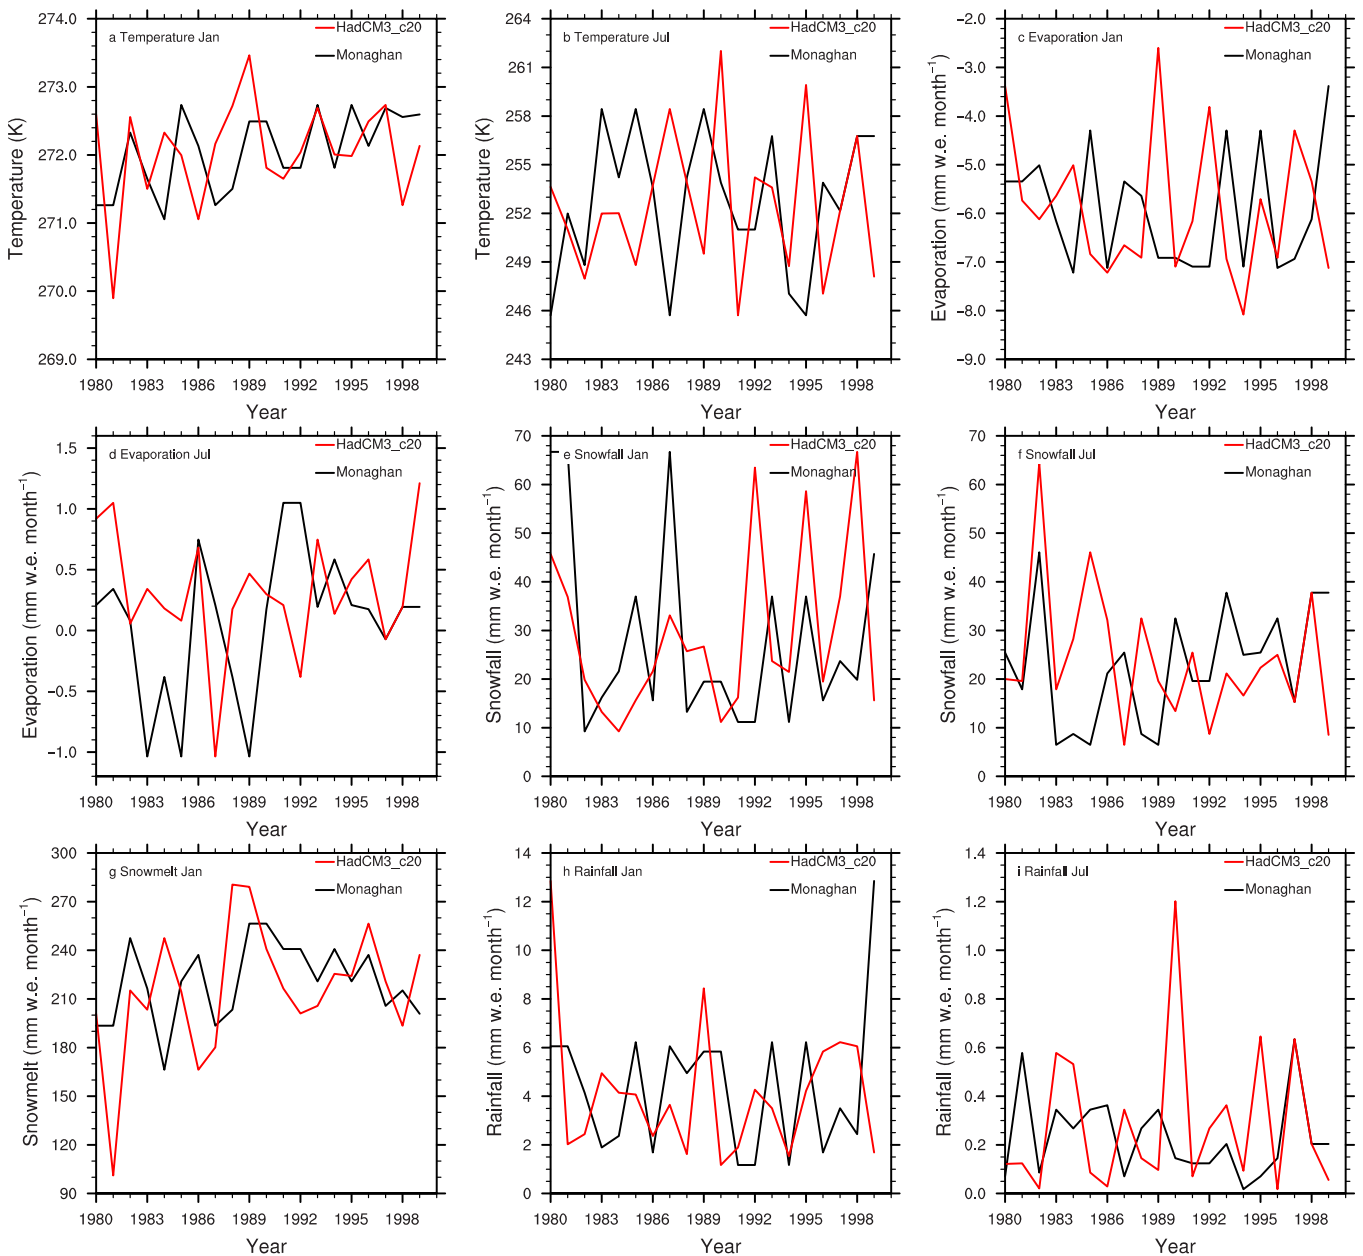 a Temperature Jan
HadCM3_c20
Monaghan
274.0
273.0
272.0
271.0
270.0
269.0
Temperature (K)
1980 1983 1986 1989 1992 1995 1998
Year
b Temperature Jul
HadCM3_c20
Monaghan
264
261
258
255
252
249
246
243
Temperature (K)
1980 1983 1986 1989 1992 1995 1998
Year
c Evaporation Jan
HadCM3_c20
Monaghan
−2.0
−3.0
−4.0
−5.0
−6.0
−7.0
−8.0
−9.0
Evaporation (mm w.e. month⁻¹)
1980 1983 1986 1989 1992 1995 1998
Year
d Evaporation Jul
HadCM3_c20
Monaghan
1.5
1.0
0.5
0.0
−0.5
−1.0
Evaporation (mm w.e. month⁻¹)
1980 1983 1986 1989 1992 1995 1998
Year
e Snowfall Jan
HadCM3_c20
Monaghan
70
60
50
40
30
20
10
0
Snowfall (mm w.e. month⁻¹)
1980 1983 1986 1989 1992 1995 1998
Year
f Snowfall Jul
HadCM3_c20
Monaghan
70
60
50
40
30
20
10
0
Snowfall (mm w.e. month⁻¹)
1980 1983 1986 1989 1992 1995 1998
Year
g Snowmelt Jan
HadCM3_c20
Monaghan
300
270
240
210
180
150
120
90
Snowmelt (mm w.e. month⁻¹)
1980 1983 1986 1989 1992 1995 1998
Year
h Rainfall Jan
HadCM3_c20
Monaghan
14
12
10
8
6
4
2
0
Rainfall (mm w.e. month⁻¹)
1980 1983 1986 1989 1992 1995 1998
Year
i Rainfall Jul
HadCM3_c20
Monaghan
1.4
1.2
1.0
0.8
0.6
0.4
0.2
0.0
Rainfall (mm w.e. month⁻¹)
1980 1983 1986 1989 1992 1995 1998
Year